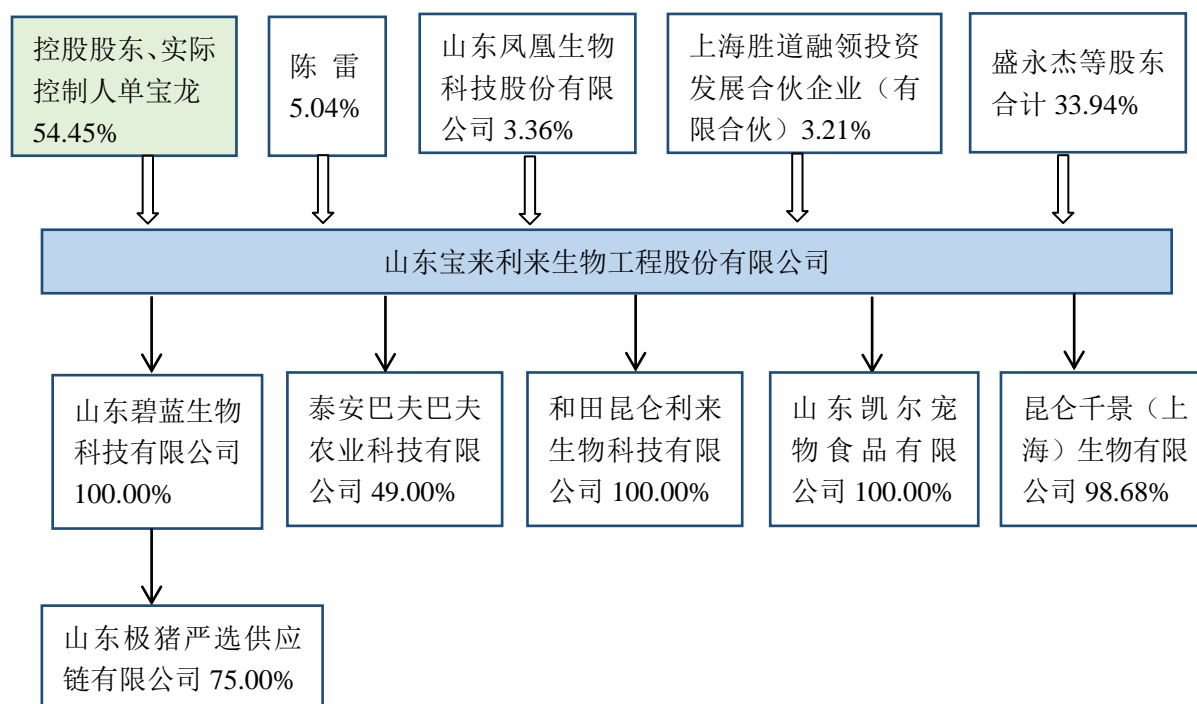 控股股东、实际
控制人单宝龙
54.45%
陈雷
5.04%
山东凤凰生物
科技股份有限
公司 3.36%
上海胜道融领投资
发展合伙企业（有
限合伙）3.21%
盛永杰等股东
合计 33.94%
山东宝来利来生物工程股份有限公司
山东碧蓝生物
科技有限公司
100.00%
泰安巴夫巴夫
农业科技有限
公司 49.00%
和田昆仑利来
生物科技有限
公司 100.00%
山东凯尔宠
物食品有限
公司 100.00%
昆仑千景（上
海）生物有限
公司 98.68%
山东极猪严选供应
链有限公司 75.00%